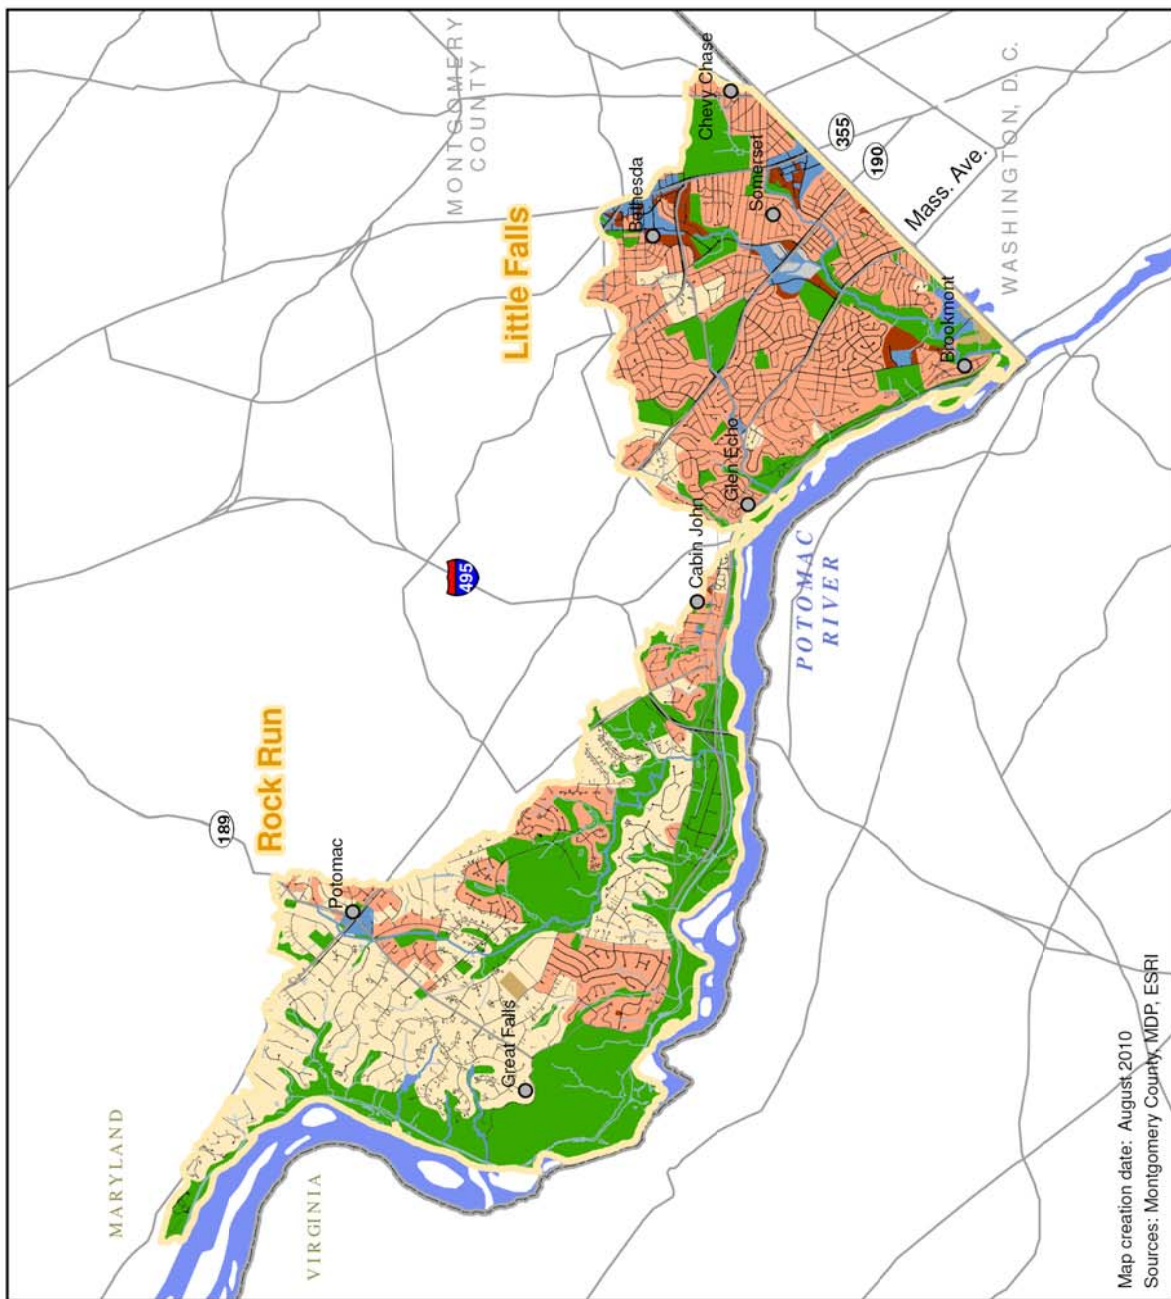 MONTGOMERY
COUNTY
Little Falls
Chevy Chase
Bethesda
Somerset
355
190
Mass. Ave.
WASHINGTON, D. C.
Brookmont
Glen Echo
Cabin John
495
POTOMAC
RIVER
Rock Run
189
Potomac
Great Falls
MARYLAND
VIRGINIA
Map creation date: August 2010
Sources: Montgomery County, MDP, ESRI